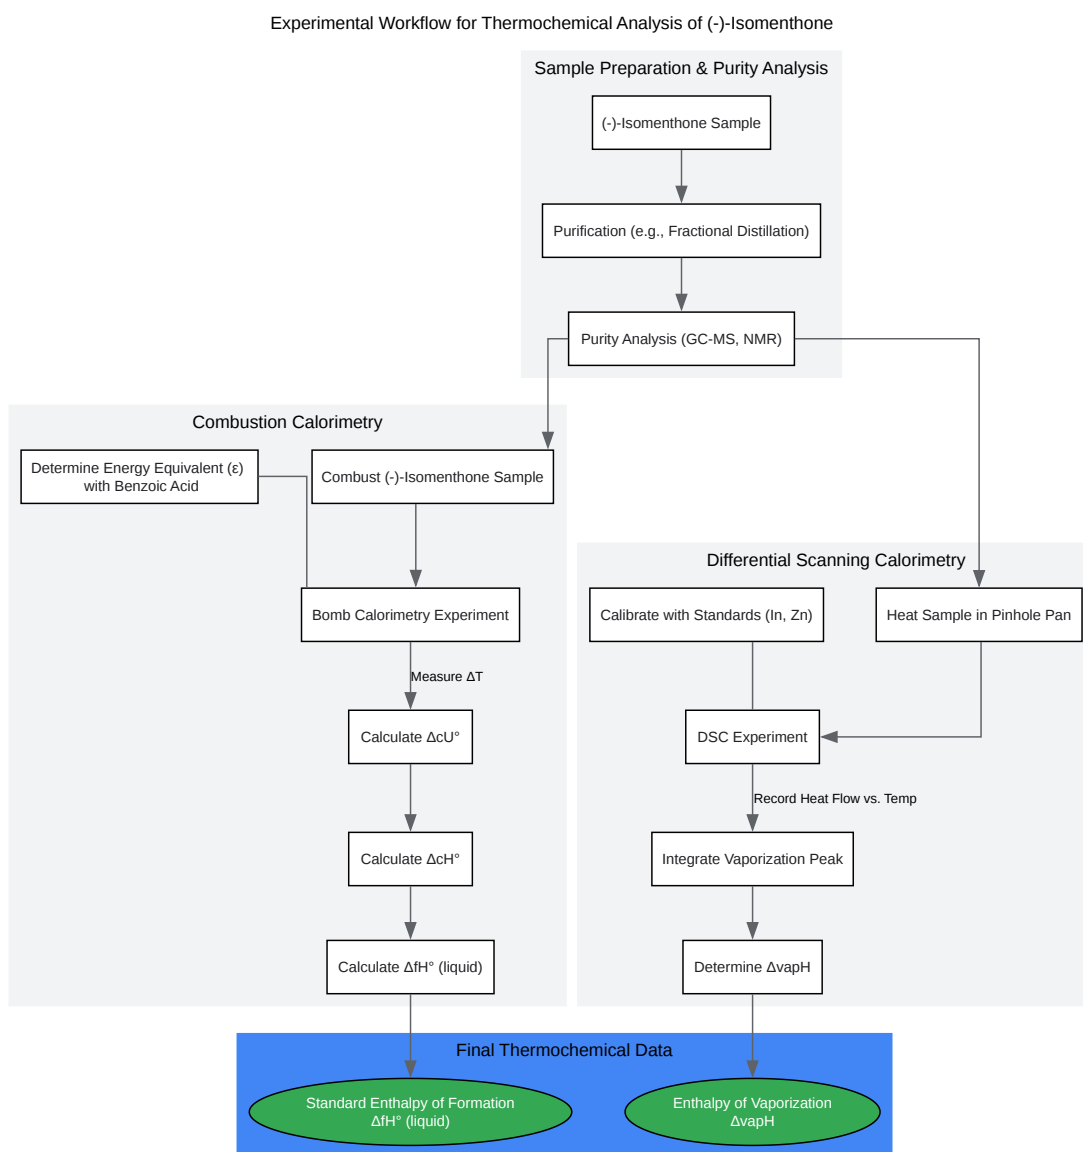 Experimental Workflow for Thermochemical Analysis of (-)-Isomenthone
Sample Preparation & Purity Analysis
(-)-Isomenthone Sample
Purification (e.g., Fractional Distillation)
Purity Analysis (GC-MS, NMR)
Combustion Calorimetry
Determine Energy Equivalent (ε)
with Benzoic Acid
Combust (-)-Isomenthone Sample
Bomb Calorimetry Experiment
Measure ΔT
Calculate ΔcU°
Calculate ΔcH°
Calculate ΔfH° (liquid)
Differential Scanning Calorimetry
Calibrate with Standards (In, Zn)
Heat Sample in Pinhole Pan
DSC Experiment
Record Heat Flow vs. Temp
Integrate Vaporization Peak
Determine ΔvapH
Final Thermochemical Data
Standard Enthalpy of Formation
ΔfH° (liquid)
Enthalpy of Vaporization
ΔvapH